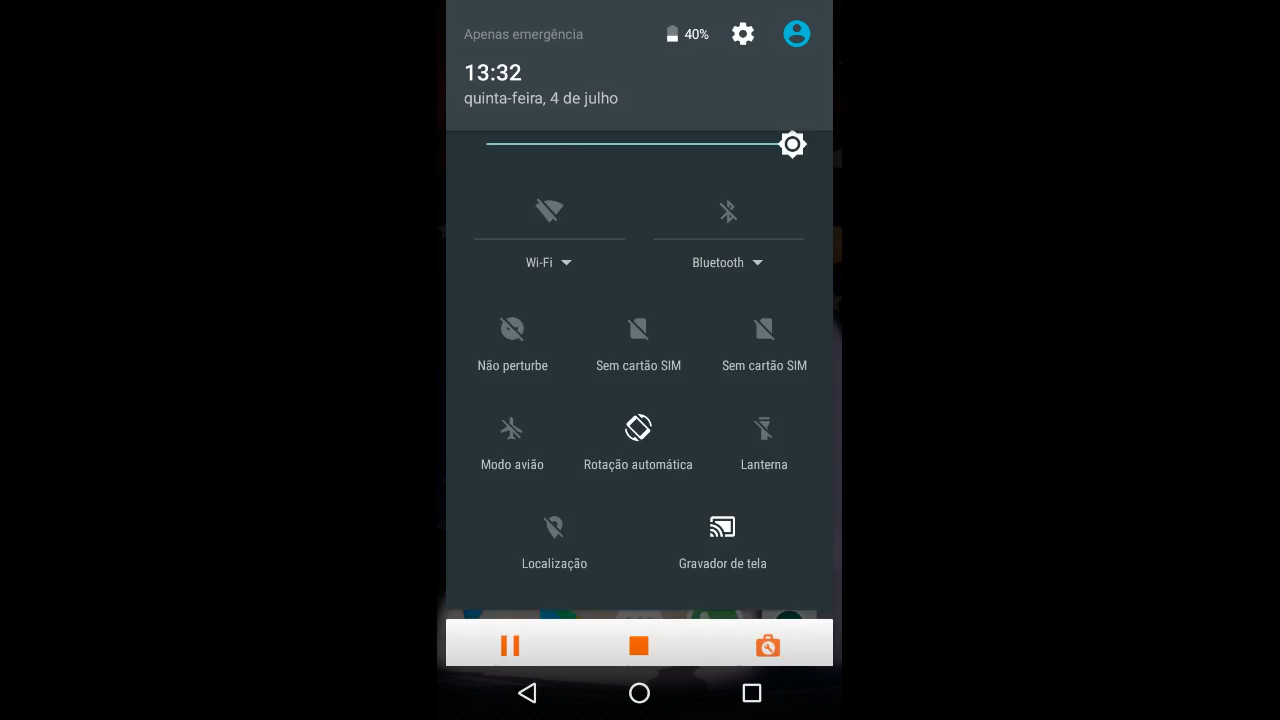 Apenas emergência 40%
13:32
quinta-feira, 4 de julho
Wi-Fi Bluetooth
Não perturbe Sem cartão SIM Sem cartão SIM
Modo avião Rotação automática Lanterna
Localização Gravador de tela